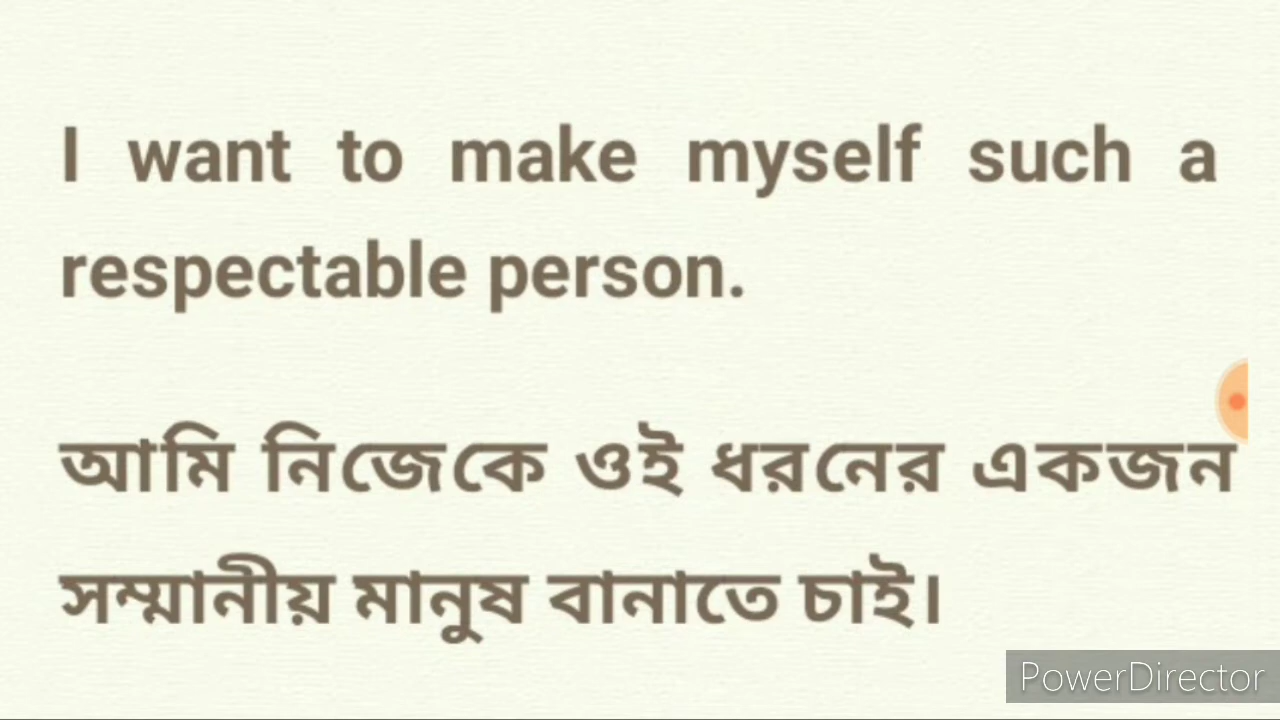 I want to make myself such a
respectable person.
আমি নিজেকে ওই ধরনের একজন
সম্মানীয় মানুষ বানাতে চাই।
PowerDirector